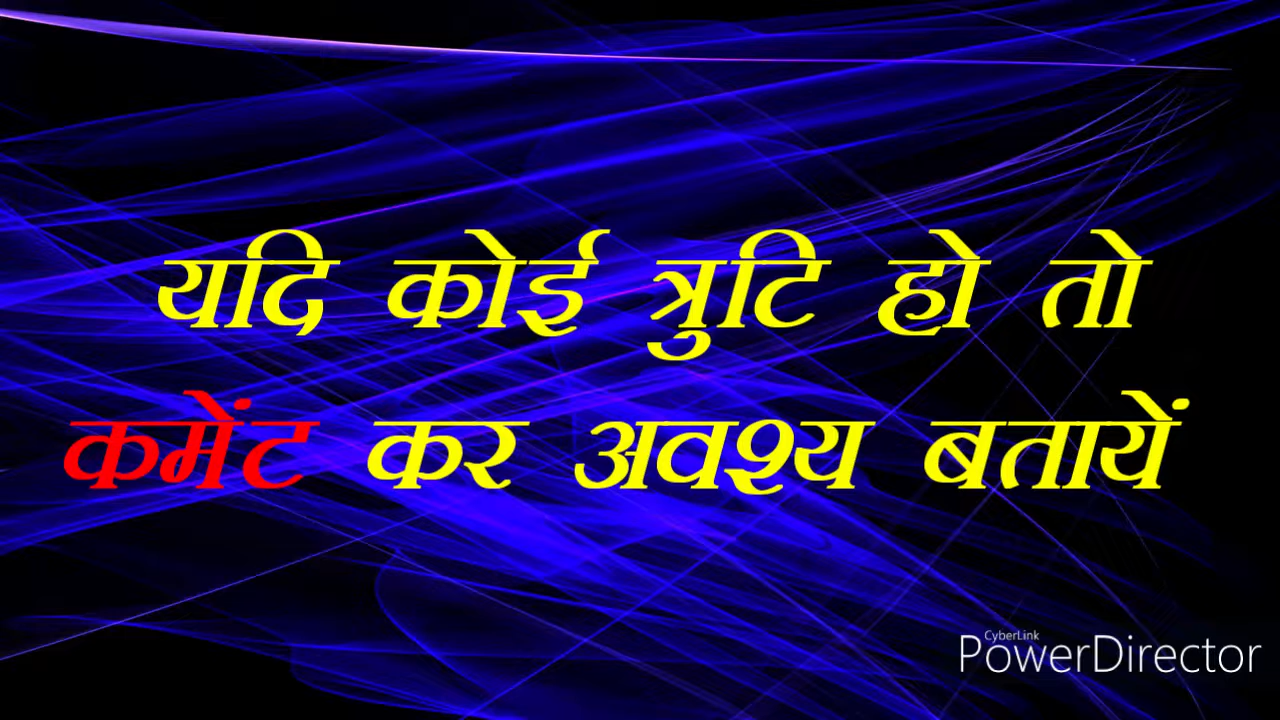 यदि कोई त्रुटि हो तो
कमेंट कर अवश्य बतायें
CyberLink
PowerDirector